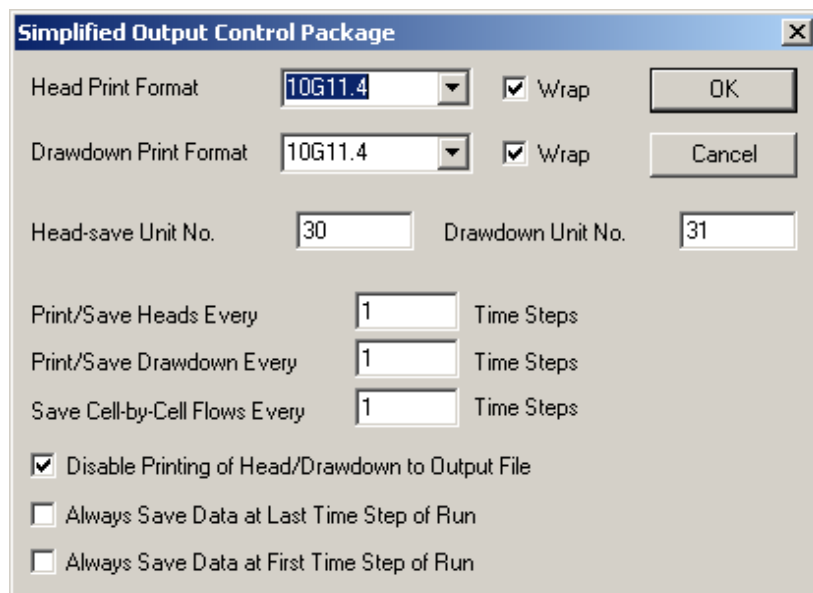 Simplified Output Control Package
Head Print Format 10G11.4 Wrap OK
Drawdown Print Format 10G11.4 Wrap Cancel
Head-save Unit No. 30 Drawdown Unit No. 31
Print/Save Heads Every 1 Time Steps
Print/Save Drawdown Every 1 Time Steps
Save Cell-by-Cell Flows Every 1 Time Steps
Disable Printing of Head/Drawdown to Output File
Always Save Data at Last Time Step of Run
Always Save Data at First Time Step of Run